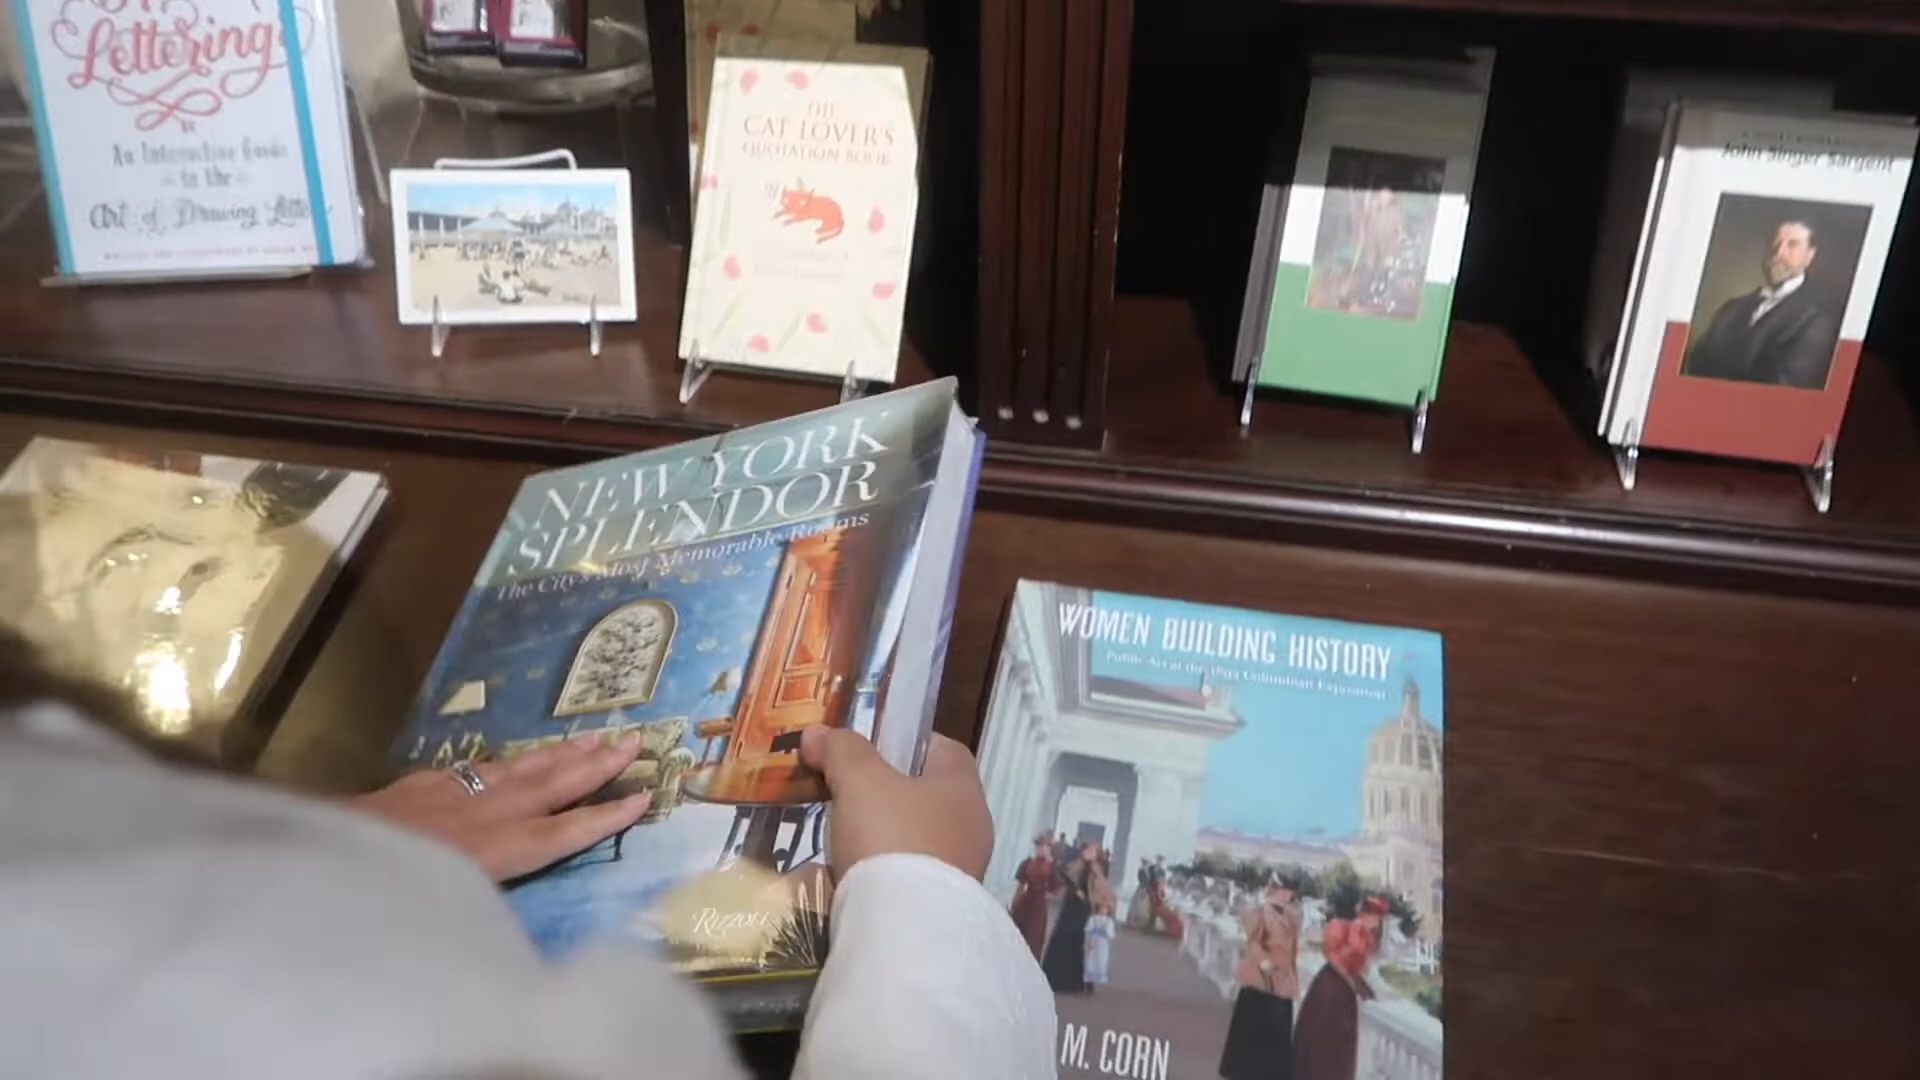 Lettering
An Interactive Guide
to the
Art of Drawing Letters
THE
CAT LOVER'S
QUOTATION BOOK
John Singer Sargent
NEW YORK
SPLENDOR
The City's Most Memorable Rooms
RIZZOLI
WOMEN BUILDING HISTORY
Public Art at the 1893 Columbian Exposition
M. CORN